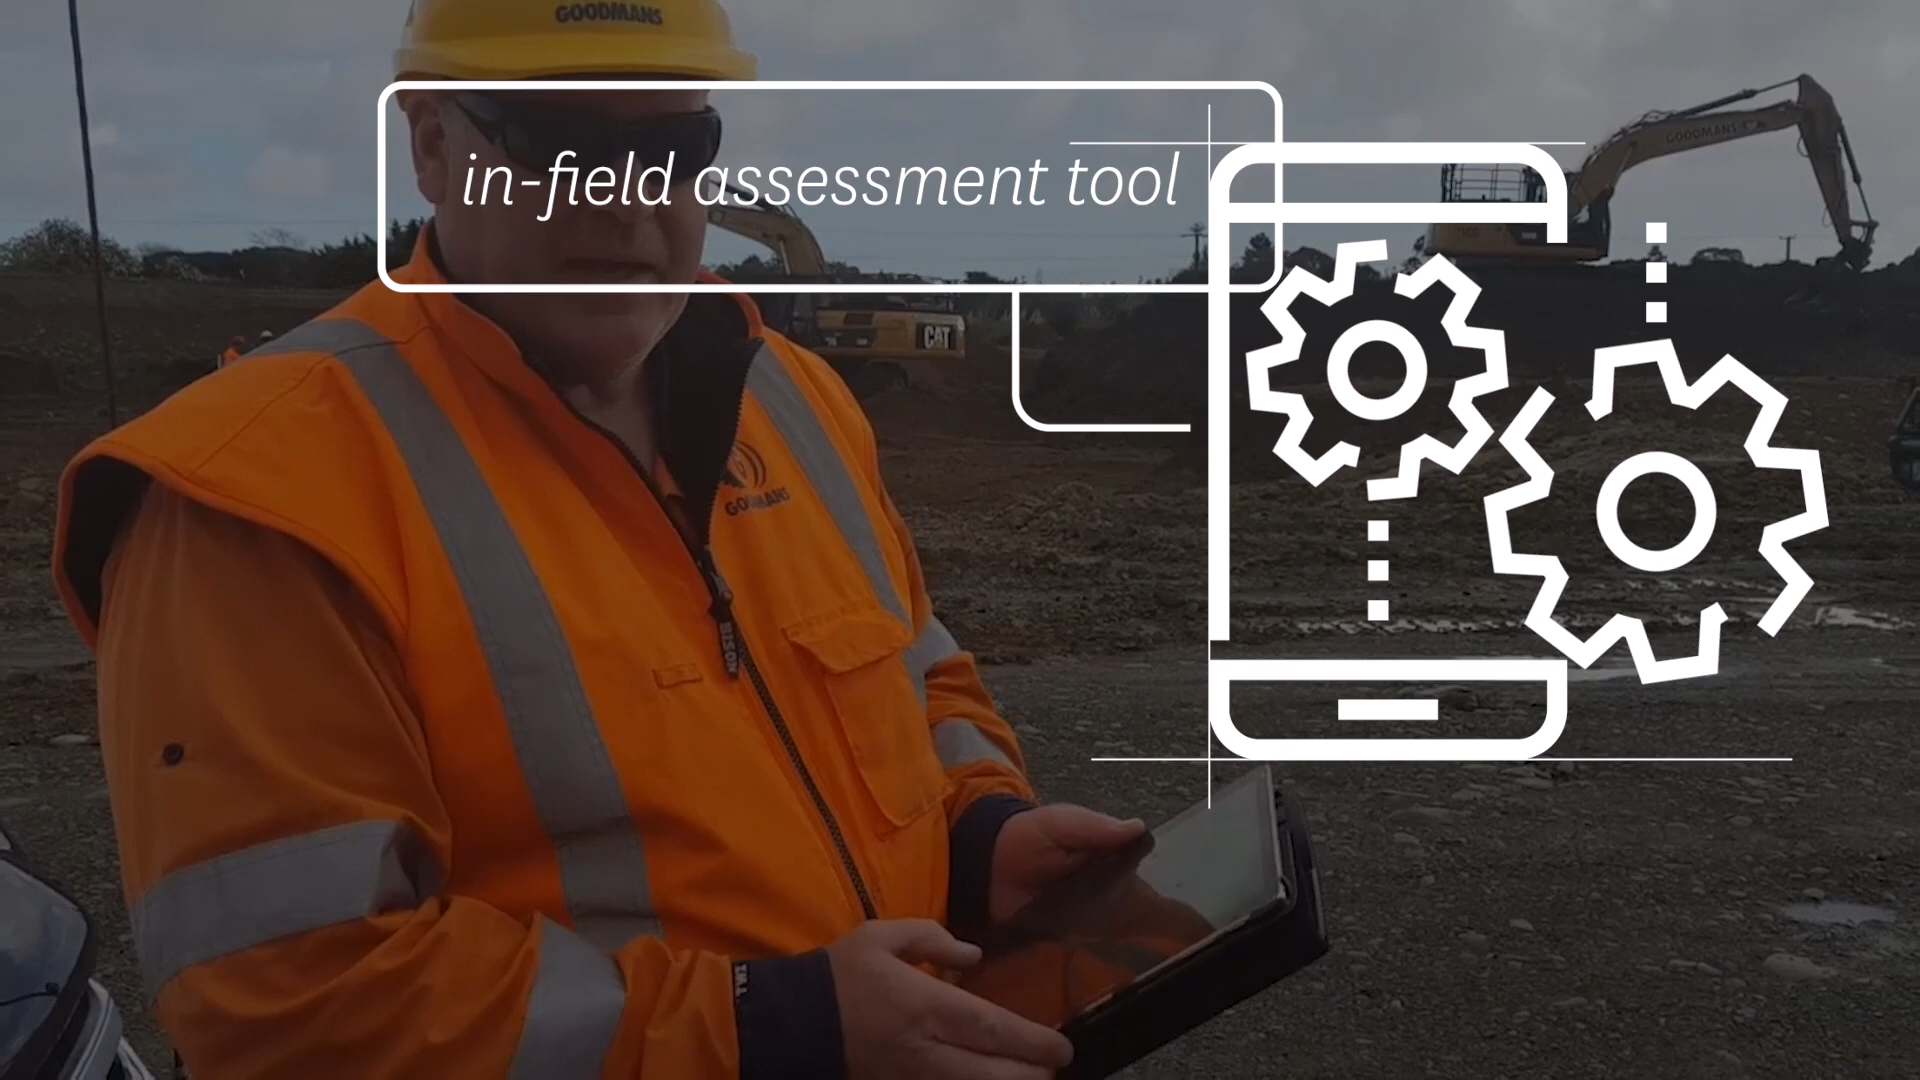 GOODMANS
in-field assessment tool
GOODMANS
CAT
GOODMANS
BISON